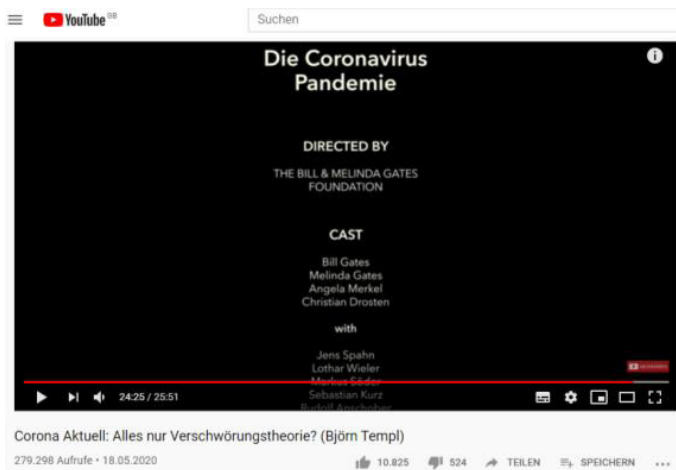 YouTube GB
Suchen
Die Coronavirus
Pandemie
DIRECTED BY
THE BILL & MELINDA GATES
FOUNDATION
CAST
Bill Gates
Melinda Gates
Angela Merkel
Christian Drosten
with
Jens Spahn
Lothar Wieler
Markus Söder
Sebastian Kurz
Rudolf Anschober
24:25 / 25:51
Corona Aktuell: Alles nur Verschwörungstheorie? (Björn Templ)
279.298 Aufrufe • 18.05.2020
10.825
524
TEILEN
SPEICHERN